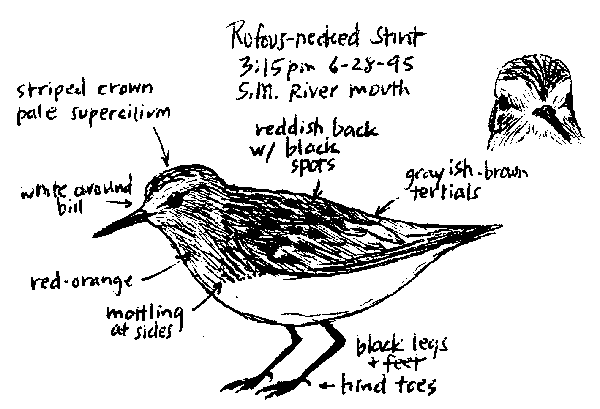 Rufous-necked Stint
3:15pm 6-28-95
S.M. River mouth
striped crown
pale supercilium
reddish back
w/ black
spots
grayish-brown
tertials
white around
bill
red-orange
mottling
at sides
black legs
+ feet
hind toes